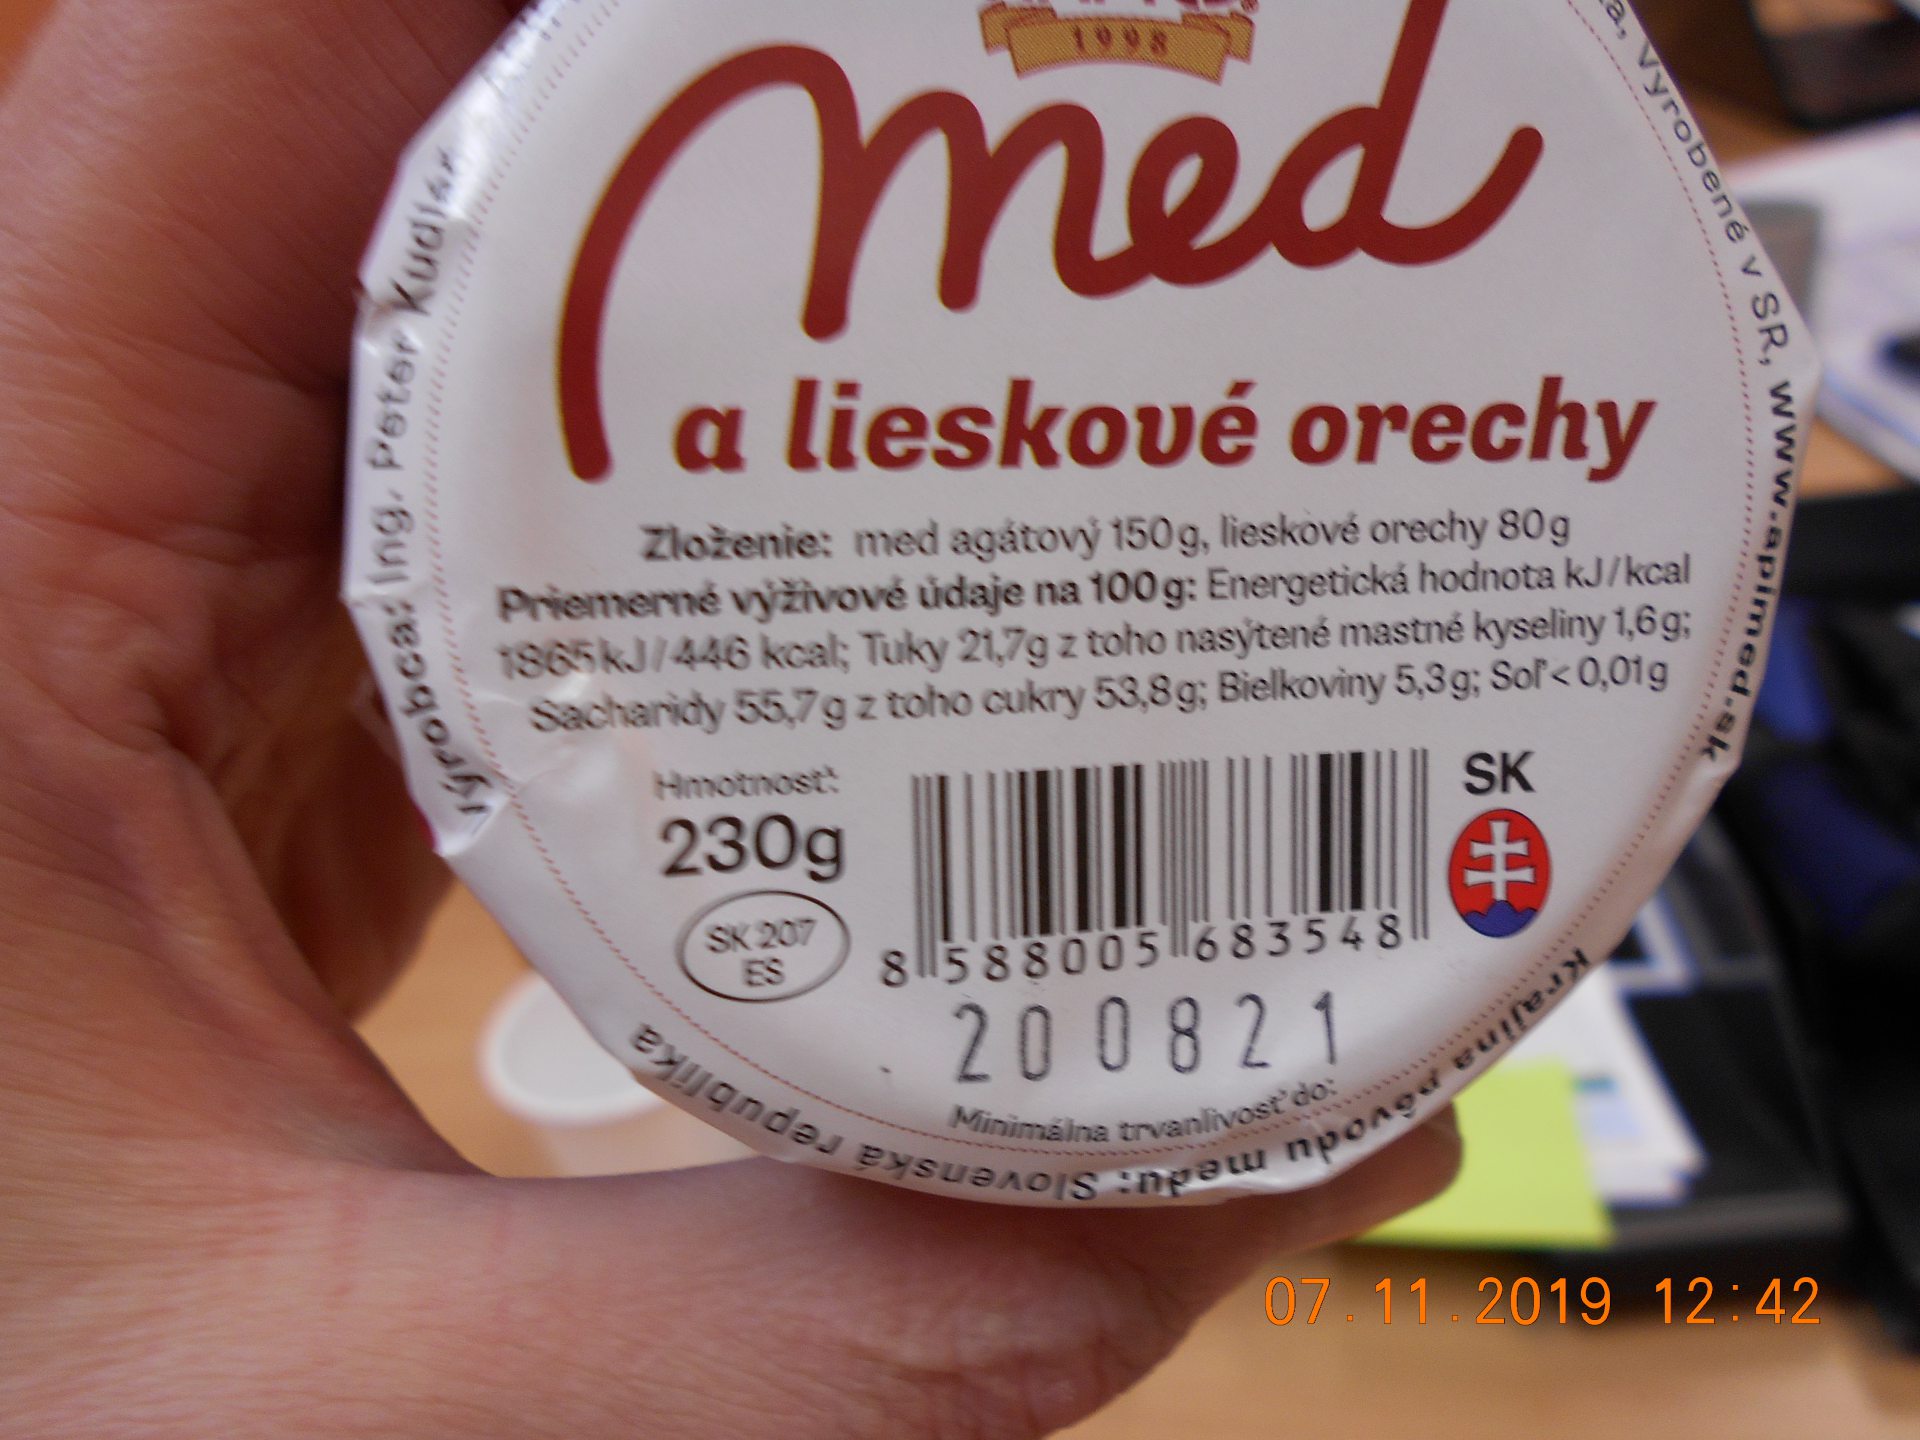 1998
med
a lieskové orechy
Zloženie: med agátový 150g, lieskové orechy 80g
Priemerné výživové údaje na 100g: Energetická hodnota kJ/kcal
1865kJ/446 kcal; Tuky 21,7g z toho nasýtené mastné kyseliny 1,6g;
Sacharidy 55,7g z toho cukry 53,8g; Bielkoviny 5,3g; Soľ<0,01g
Hmotnosť:
230g
SK 207
ES
8 588005 683548
SK
200821
Minimálna trvanlivosť do:
Výrobca: Ing. Peter Kudláč
vyrobené v SR, www.apimed.sk
Krajina pôvodu medu: Slovenská republika
07.11.2019 12:42